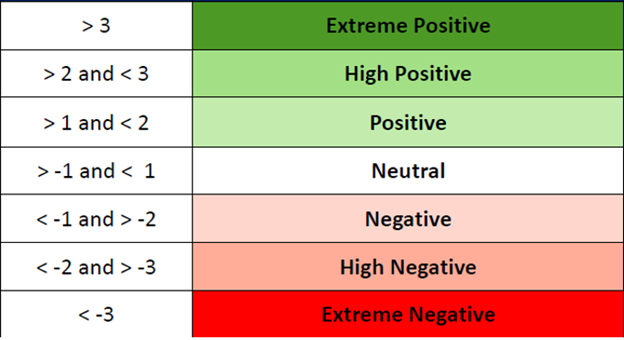 > 3 Extreme Positive
> 2 and < 3 High Positive
> 1 and < 2 Positive
> -1 and < 1 Neutral
< -1 and > -2 Negative
< -2 and > -3 High Negative
< -3 Extreme Negative